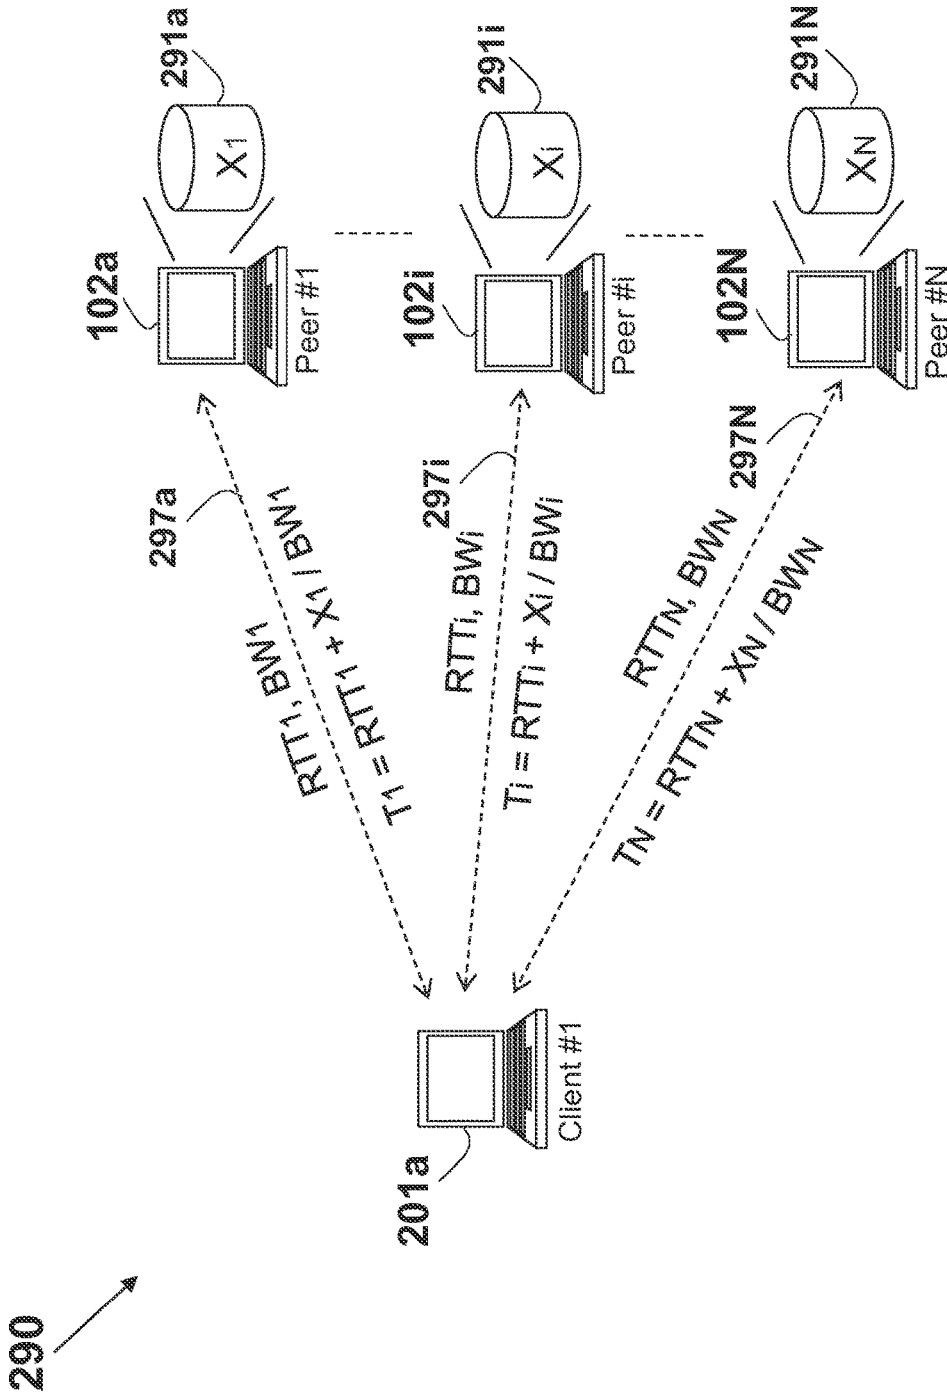 290
201a
Client #1
297a
RTT1, BW1
T1 = RTT1 + X1 / BW1
102a
Peer #1
X1
291a
297i
RTTi, BWi
Ti = RTTi + Xi / BWi
102i
Peer #i
Xi
291i
297N
RTTN, BWN
TN = RTTN + XN / BWN
102N
Peer #N
XN
291N